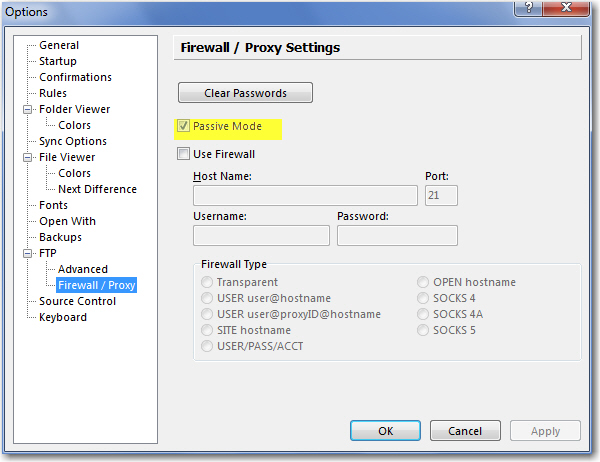 Options
?
General
Startup
Confirmations
Rules
Folder Viewer
Colors
Sync Options
File Viewer
Colors
Next Difference
Fonts
Open With
Backups
FTP
Advanced
Firewall / Proxy
Source Control
Keyboard
Firewall / Proxy Settings
Clear Passwords
Passive Mode
Use Firewall
Host Name: Port:
21
Username: Password:
Firewall Type
Transparent
USER user@hostname
USER user@proxyID@hostname
SITE hostname
USER/PASS/ACCT
OPEN hostname
SOCKS 4
SOCKS 4A
SOCKS 5
OK Cancel Apply